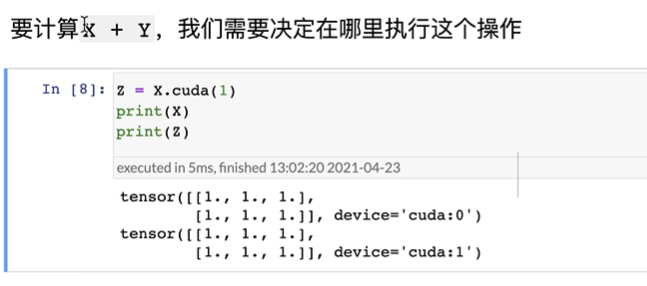 要计算X + Y，我们需要决定在哪里执行这个操作
In [8]: Z = X.cuda(1)
print(X)
print(Z)
executed in 5ms, finished 13:02:20 2021-04-23
tensor([[1., 1., 1.],
[1., 1., 1.]], device='cuda:0')
tensor([[1., 1., 1.],
[1., 1., 1.]], device='cuda:1')